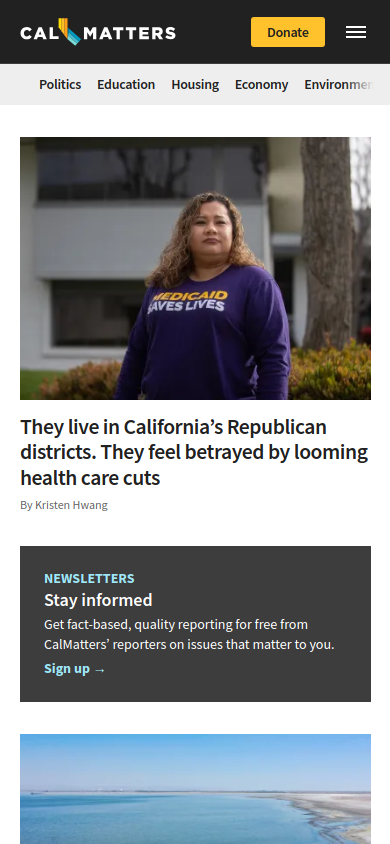 CAL MATTERS
Donate
Politics Education Housing Economy Environmen
MEDICAID
SAVES LIVES
They live in California’s Republican
districts. They feel betrayed by looming
health care cuts
By Kristen Hwang
NEWSLETTERS
Stay informed
Get fact-based, quality reporting for free from
CalMatters’ reporters on issues that matter to you.
Sign up →